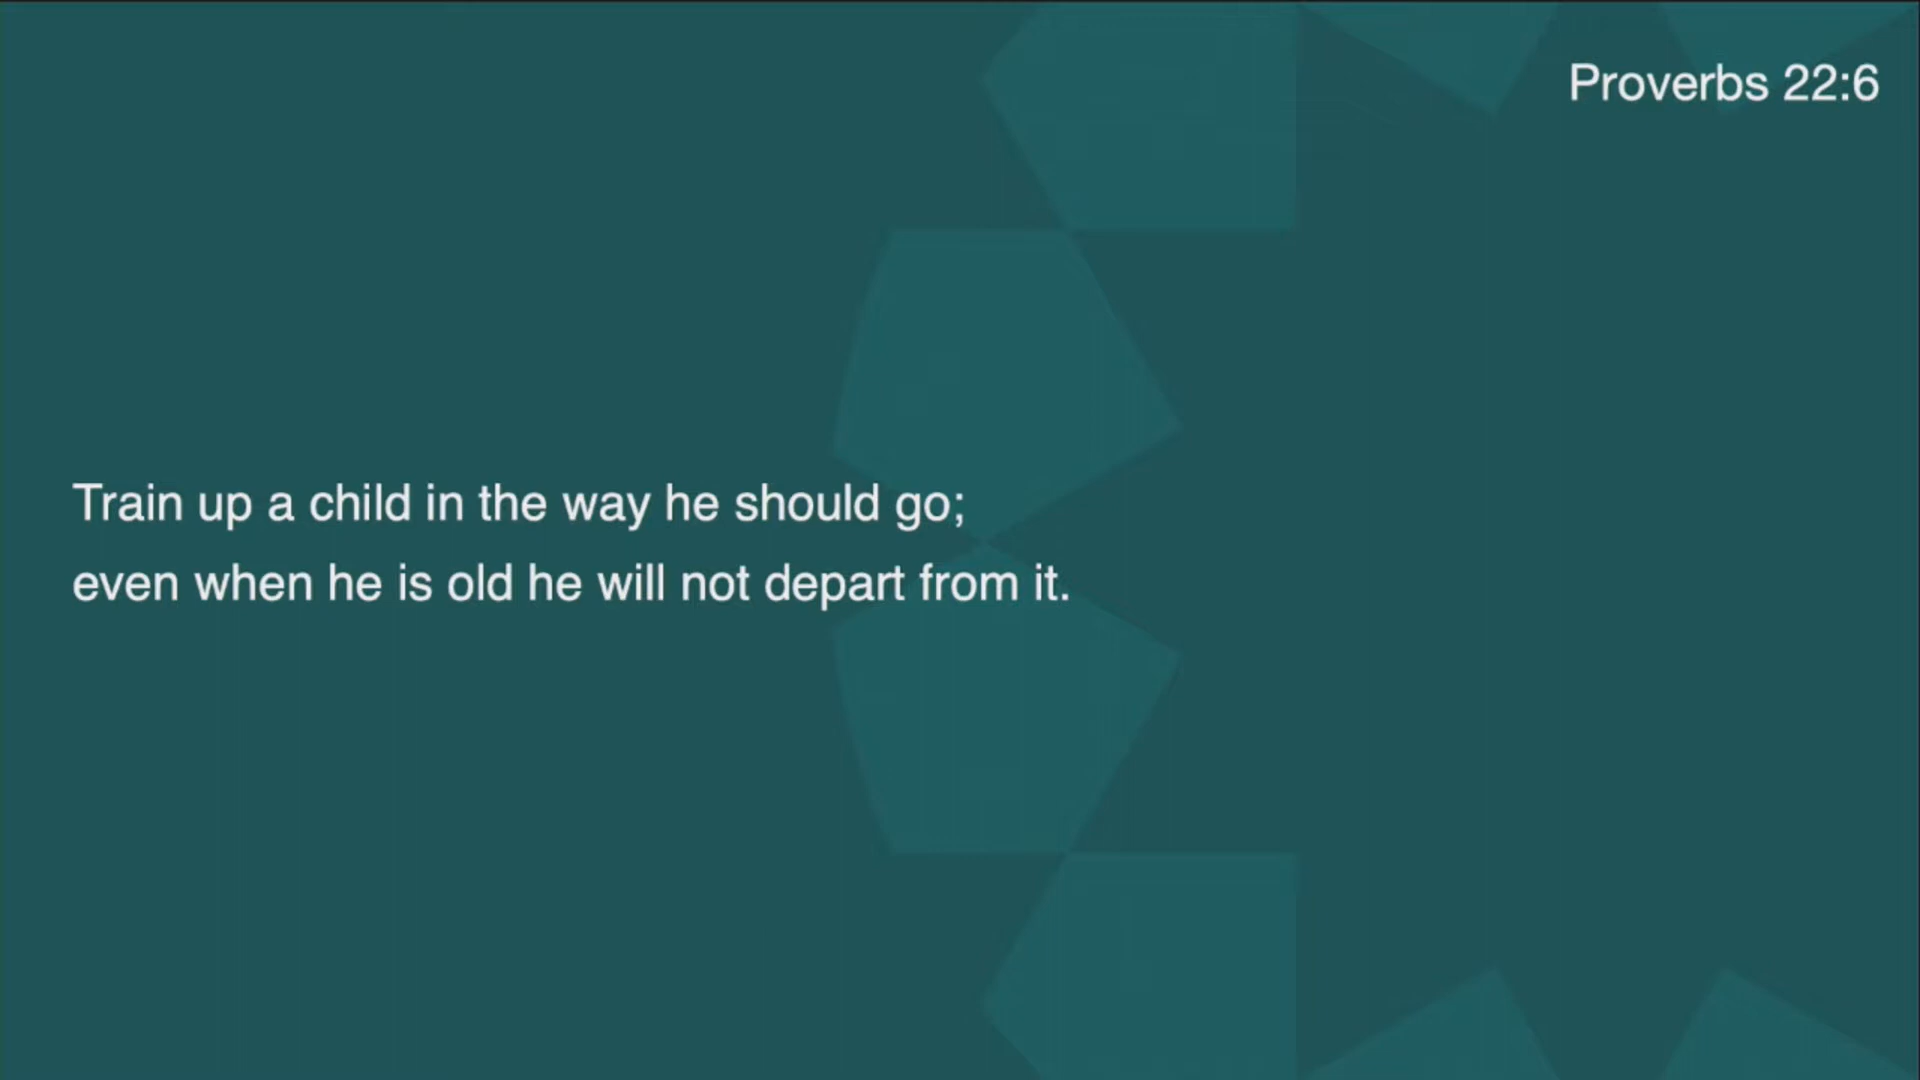 Proverbs 22:6
Train up a child in the way he should go;
even when he is old he will not depart from it.